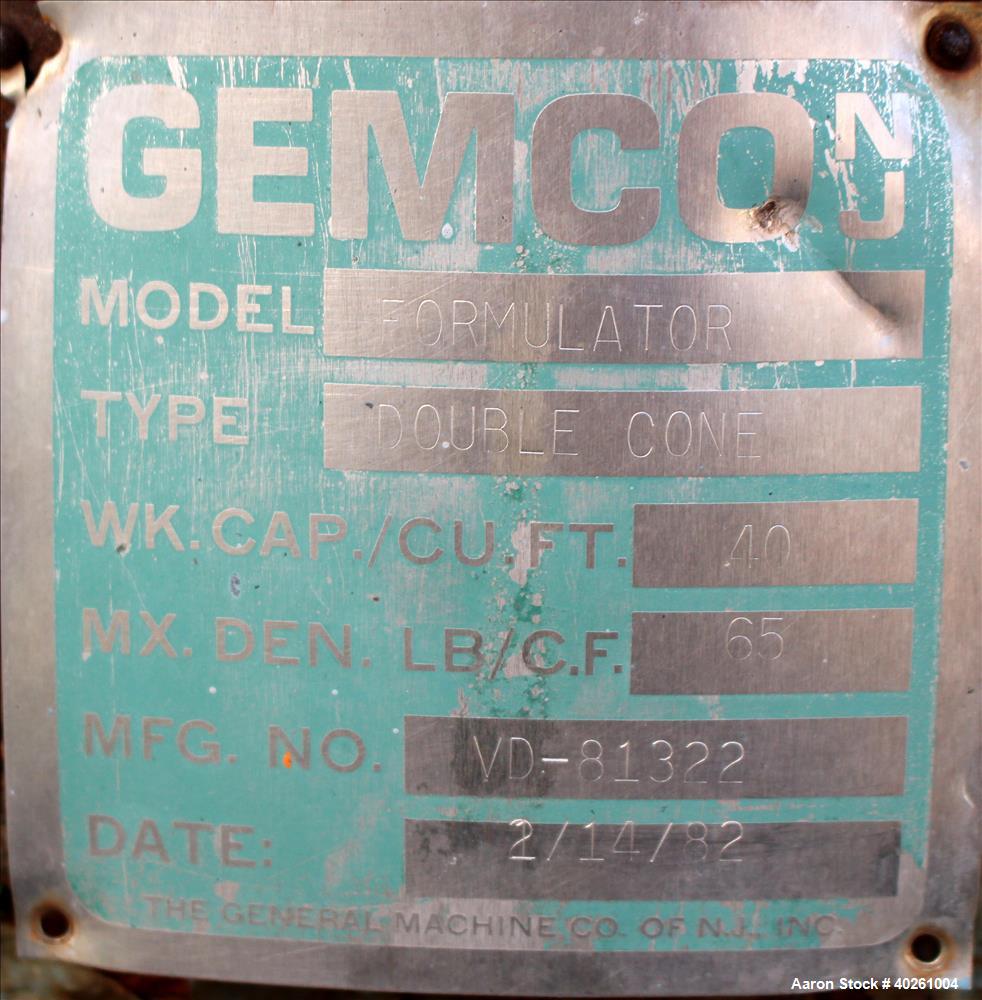 GEMCO NJ
MODEL FORMULATOR
TYPE DOUBLE CONE
WK. CAP./CU.FT. 40
MX. DEN. LB/C.F. 65
MFG. NO. VD-81322
DATE: 2/14/82
THE GENERAL MACHINE CO. OF N.J. INC.
Aaron Stock # 40261004